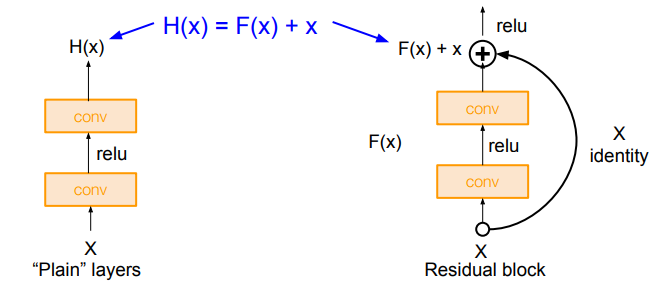 H(x) = F(x) + x
H(x)
conv
relu
conv
X
“Plain” layers
relu
F(x) + x
+
conv
F(x)
relu
conv
X
identity
X
Residual block